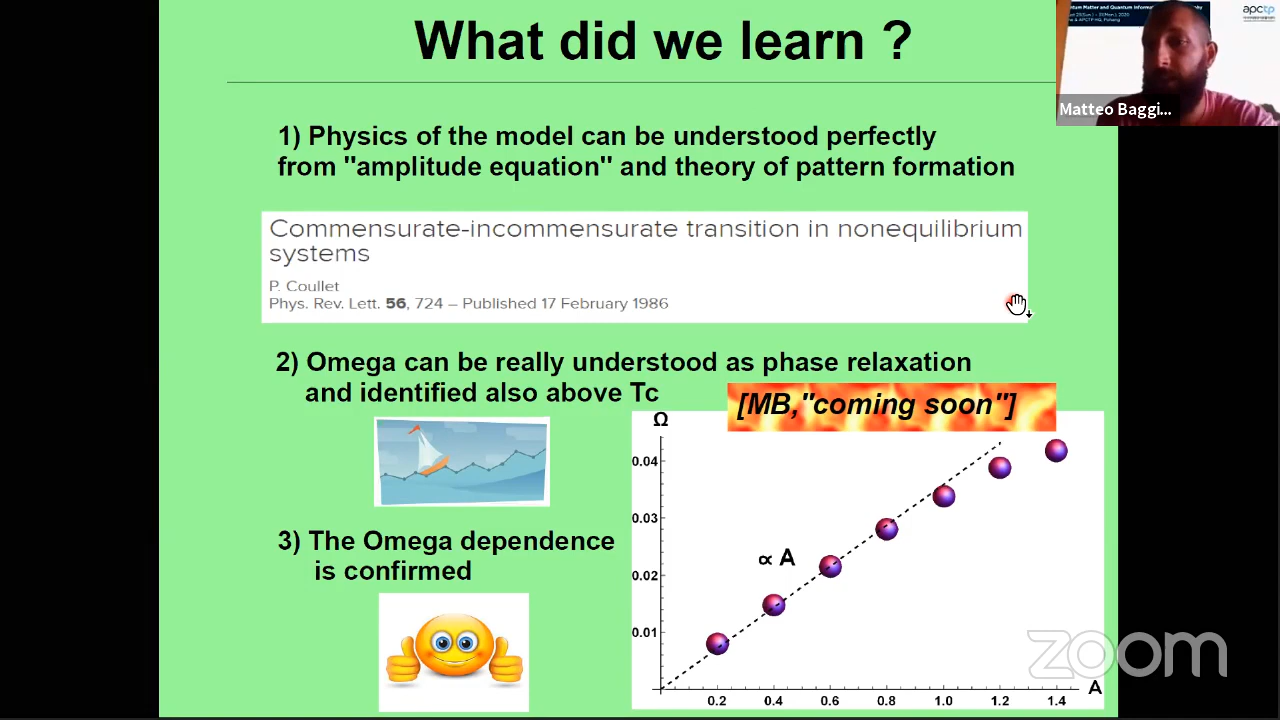 What did we learn ?
apctp
Matteo Baggi...
1) Physics of the model can be understood perfectly
from "amplitude equation" and theory of pattern formation
Commensurate-incommensurate transition in nonequilibrium
systems
P. Coullet
Phys. Rev. Lett. 56, 724 – Published 17 February 1986
2) Omega can be really understood as phase relaxation
and identified also above Tc
[MB,"coming soon"]
Ω
0.04
0.03
0.02
0.01
∝ A
0.2 0.4 0.6 0.8 1.0 1.2 1.4
A
3) The Omega dependence
is confirmed
zoom